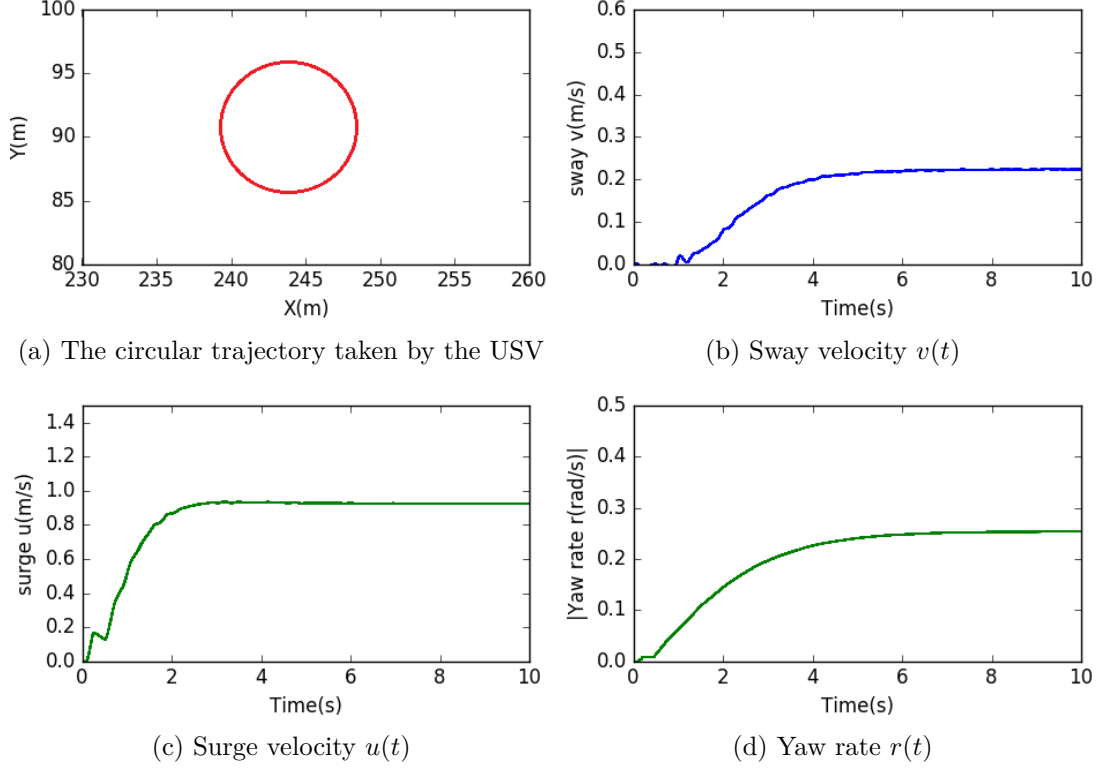 100
95
90
85
80
Y(m)
230 235 240 245 250 255 260
X(m)
(a) The circular trajectory taken by the USV
0.6
0.5
0.4
0.3
0.2
0.1
0.0
sway v(m/s)
0 2 4 6 8 10
Time(s)
(b) Sway velocity v(t)
1.4
1.2
1.0
0.8
0.6
0.4
0.2
0.0
surge u(m/s)
0 2 4 6 8 10
Time(s)
(c) Surge velocity u(t)
0.5
0.4
0.3
0.2
0.1
0.0
|Yaw rate r(rad/s)|
0 2 4 6 8 10
Time(s)
(d) Yaw rate r(t)